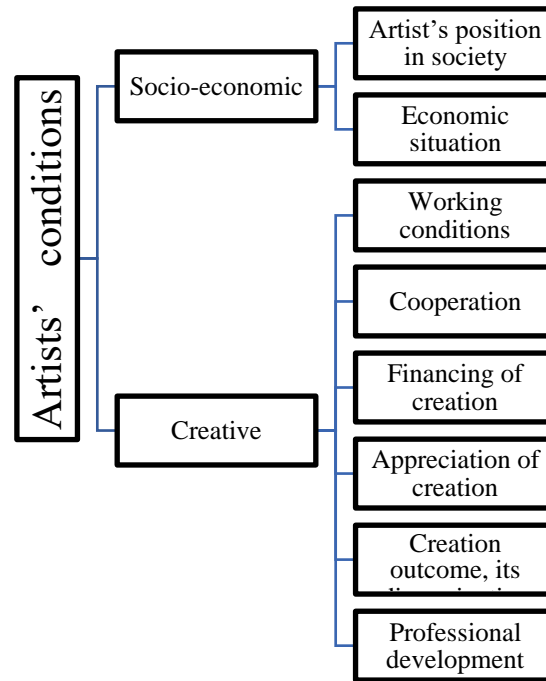 Artists' conditions
Socio-economic
Artist's position
in society
Economic
situation
Creative
Working
conditions
Cooperation
Financing of
creation
Appreciation of
creation
Creation
outcome, its
Professional
development